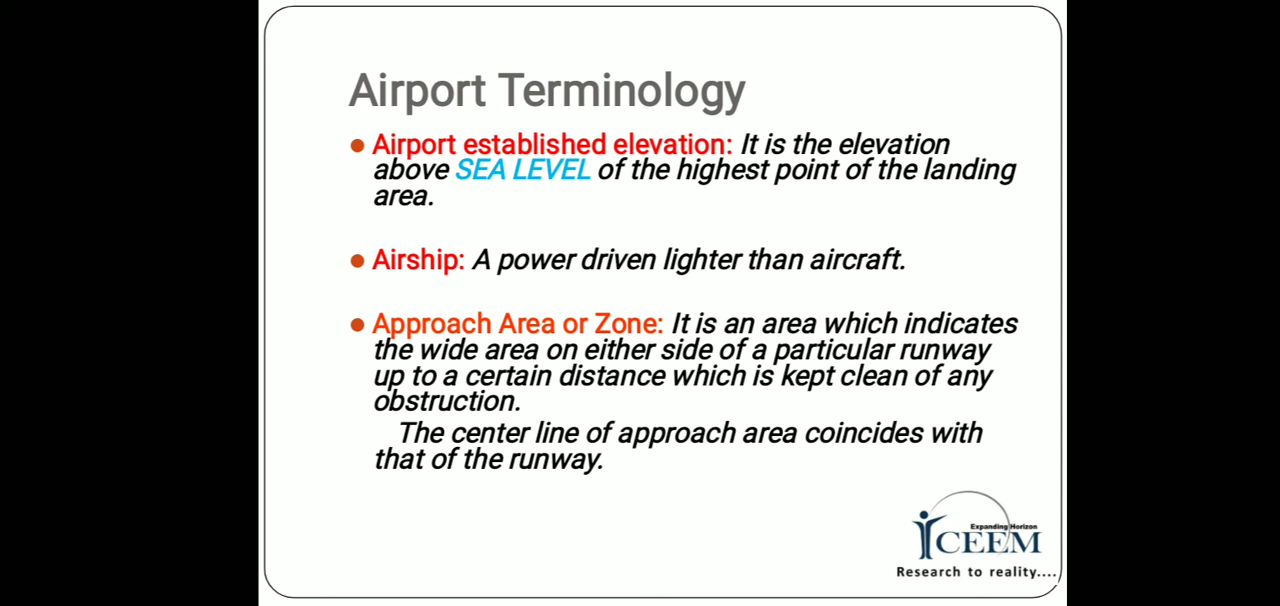 Airport Terminology
Airport established elevation: It is the elevation
above SEA LEVEL of the highest point of the landing
area.
Airship: A power driven lighter than aircraft.
Approach Area or Zone: It is an area which indicates
the wide area on either side of a particular runway
up to a certain distance which is kept clean of any
obstruction.
The center line of approach area coincides with
that of the runway.
Expanding Horizon
CEEM
Research to reality....